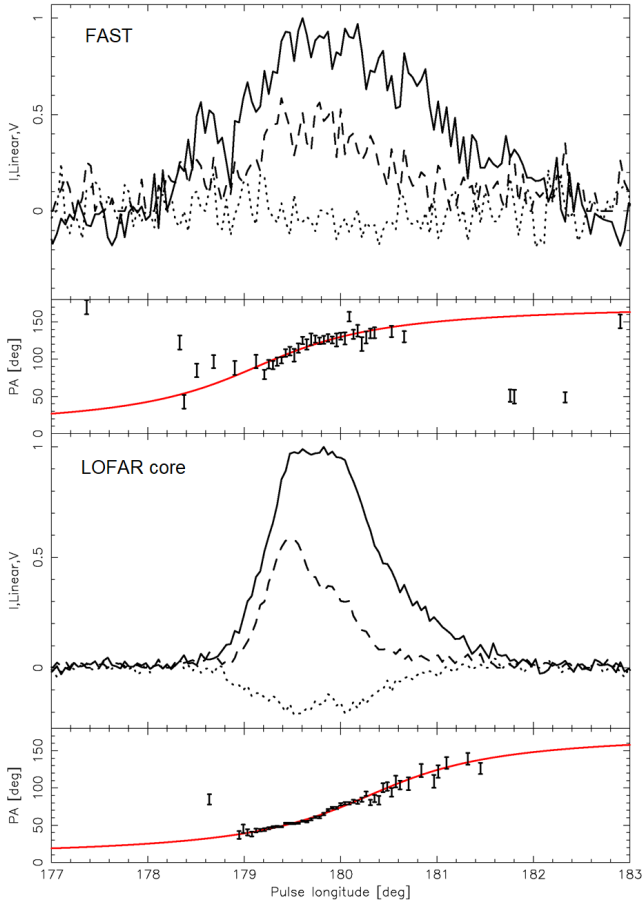 FAST
1
0.5
0
I,Linear,V
150
100
50
0
PA [deg]
LOFAR core
1
0.5
0
I,Linear,V
150
100
50
0
PA [deg]
177 178 179 180 181 182 183
Pulse longitude [deg]